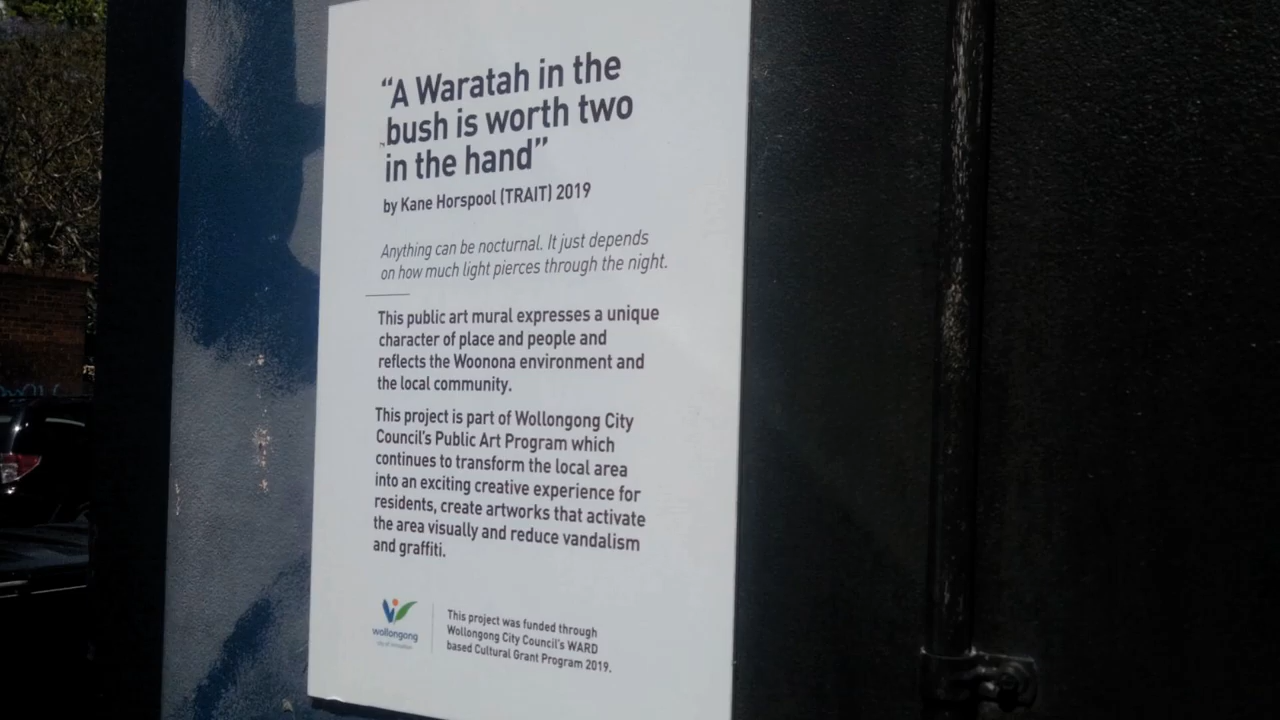 “A Waratah in the
bush is worth two
in the hand”
by Kane Horspool (TRAIT) 2019
Anything can be nocturnal. It just depends
on how much light pierces through the night.
This public art mural expresses a unique
character of place and people and
reflects the Woonona environment and
the local community.
This project is part of Wollongong City
Council’s Public Art Program which
continues to transform the local area
into an exciting creative experience for
residents, create artworks that activate
the area visually and reduce vandalism
and graffiti.
wollongong
city of innovation
This project was funded through
Wollongong City Council’s WARD
based Cultural Grant Program 2019.